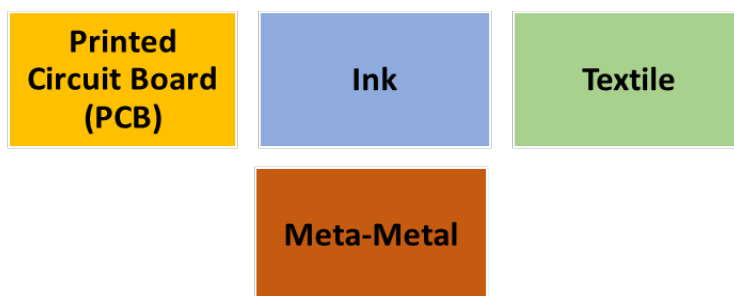 Printed
Circuit Board
(PCB)
Ink
Textile
Meta-Metal